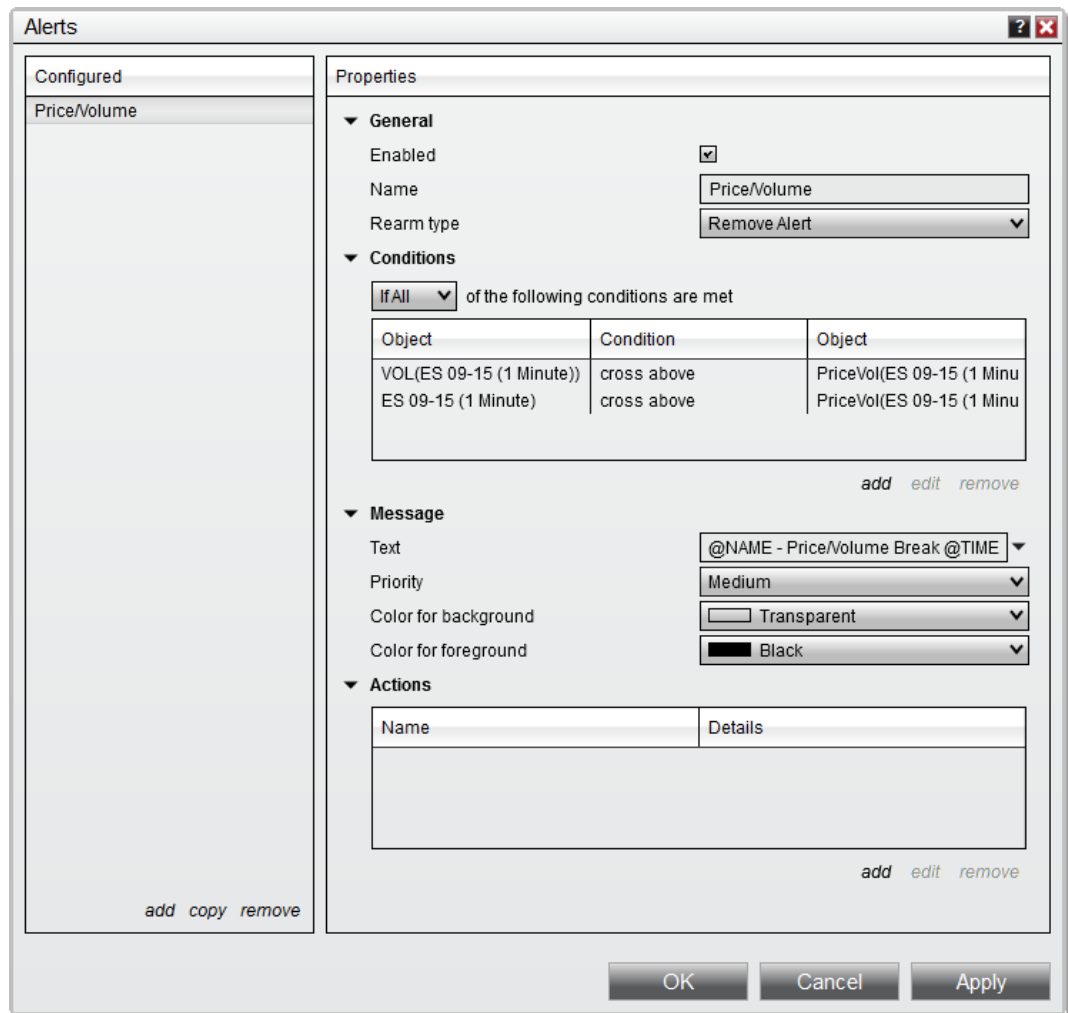 Alerts
?
Configured
Price/Volume
add copy remove
Properties
General
Enabled
Name Price/Volume
Rearm type Remove Alert
Conditions
If All of the following conditions are met
Object Condition Object
VOL(ES 09-15 (1 Minute)) cross above PriceVol(ES 09-15 (1 Minu
ES 09-15 (1 Minute) cross above PriceVol(ES 09-15 (1 Minu
add edit remove
Message
Text @NAME - Price/Volume Break @TIME
Priority Medium
Color for background Transparent
Color for foreground Black
Actions
Name Details
add edit remove
OK Cancel Apply